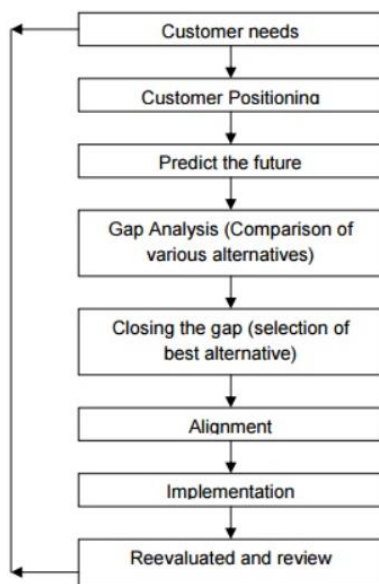 Customer needs
Customer Positioning
Predict the future
Gap Analysis (Comparison of
various alternatives)
Closing the gap (selection of
best alternative)
Alignment
Implementation
Reevaluated and review